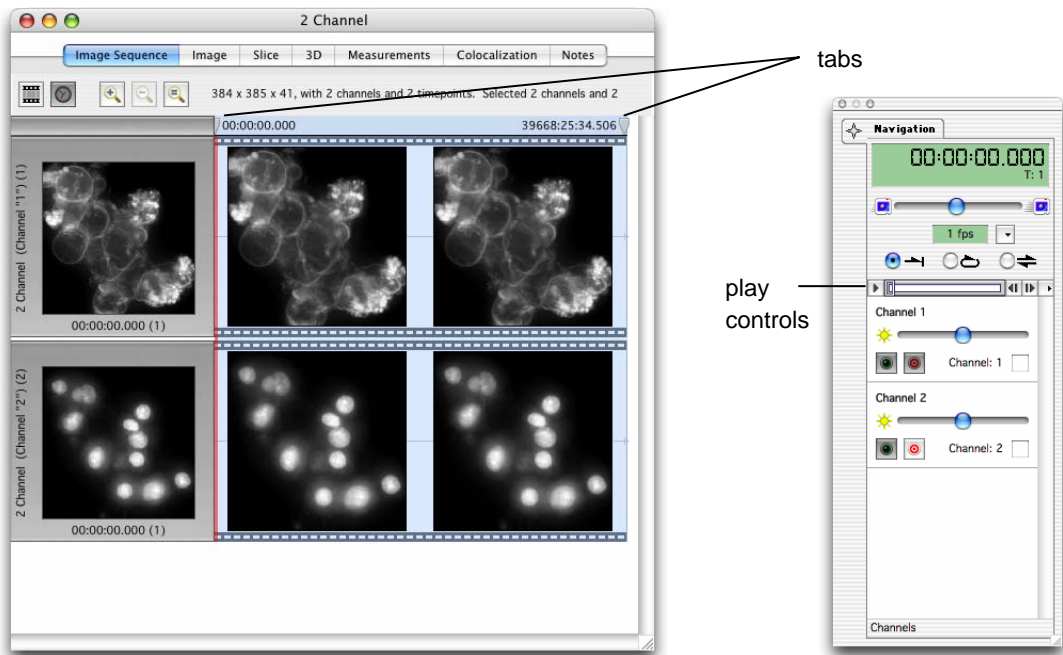 2 Channel
Image Sequence Image Slice 3D Measurements Colocalization Notes
384 x 385 x 41, with 2 channels and 2 timepoints. Selected 2 channels and 2
00:00:00.000 39668:25:34.506
2 Channel (Channel "1") (1)
00:00:00.000 (1)
2 Channel (Channel "2") (2)
00:00:00.000 (1)
tabs
play
controls
Navigation
00:00:00.000
T: 1
1 fps
Channel 1
Channel: 1
Channel 2
Channel: 2
Channels